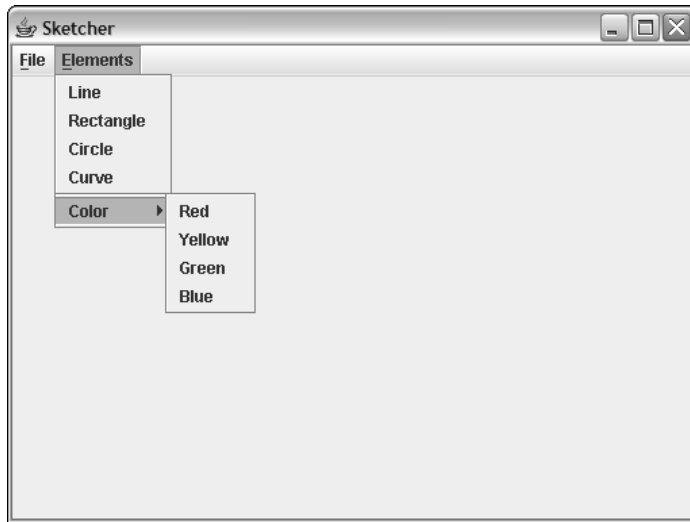 Sketcher
File Elements
Line
Rectangle
Circle
Curve
Color Red
Yellow
Green
Blue